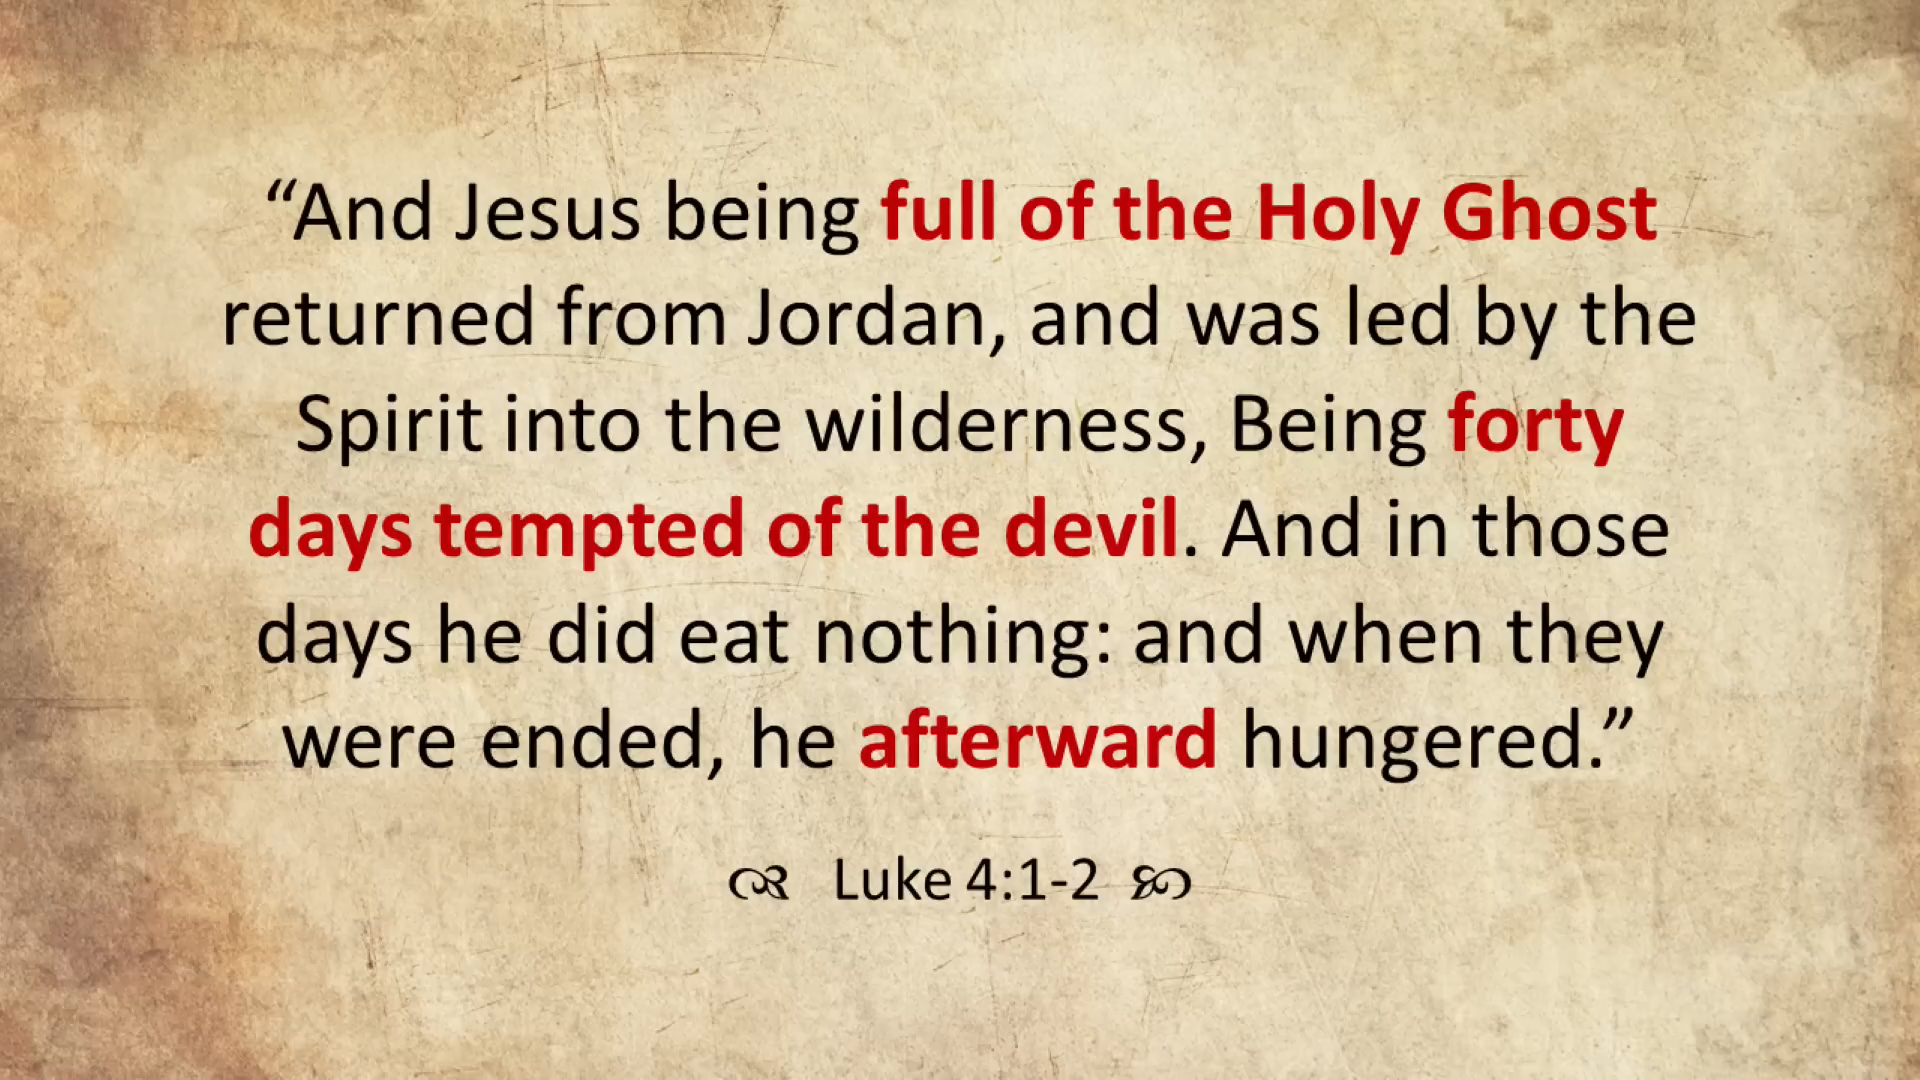 “And Jesus being full of the Holy Ghost
returned from Jordan, and was led by the
Spirit into the wilderness, Being forty
days tempted of the devil. And in those
days he did eat nothing: and when they
were ended, he afterward hungered.”
Luke 4:1-2